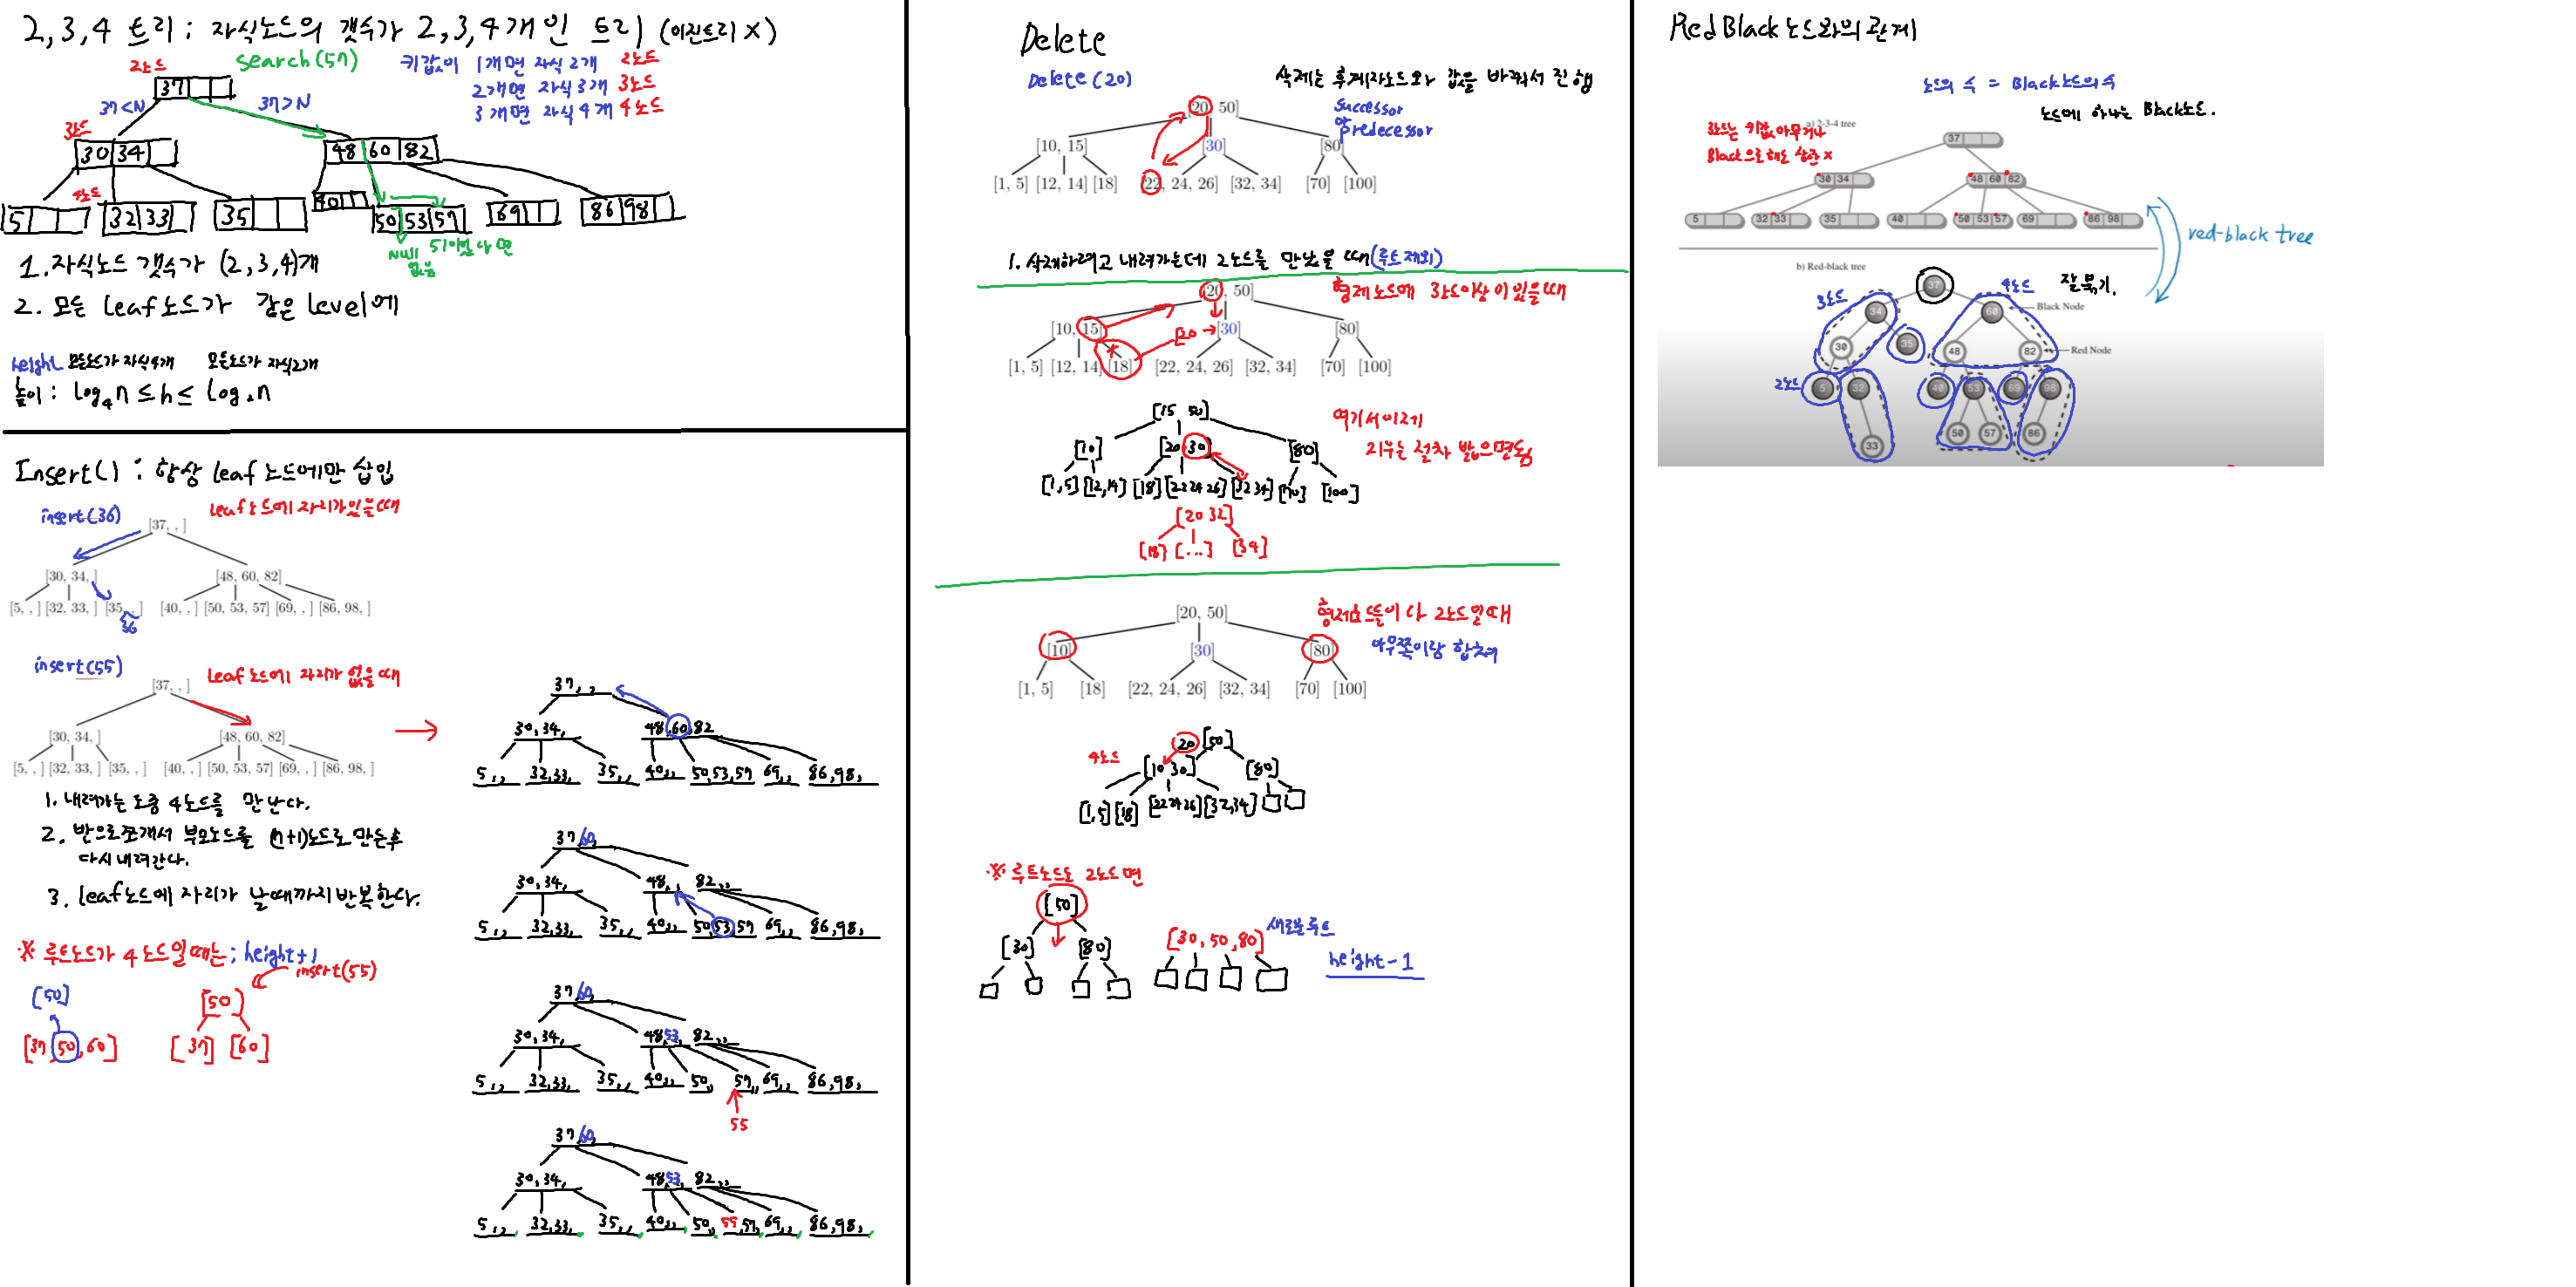 2,3,4 트리 : 자식노드의 갯수가 2,3,4개인 트리 (이진트리 X)
search(57)
2노드
키값이 1개면 자식 2개 2노드
2개면 자식 3개 3노드
3개면 자식 4개 4노드
37
37<N
37>N
3노드
30 34
48 60 82
2노드
5
32 33
35
40
50 53 57
69
86 98
Null
없음
51이었다면
1. 자식노드 갯수가 (2,3,4)개
2. 모든 leaf노드가 같은 level에
height 모든노드가 자식4개 모든노드가 자식2개
높이 : log₄n ≤ h ≤ log₂n
Insert() : 항상 leaf 노드에만 삽입
insert(36)
leaf노드에 자리가있을때
[37, , ]
[30, 34, ] [48, 60, 82]
[5, , ] [32, 33, ] [35, , ] [40, , ] [50, 53, 57] [69, , ] [86, 98, ]
36
insert(55)
leaf노드에 자리가 없을때
[37, , ]
[30, 34, ] [48, 60, 82]
[5, , ] [32, 33, ] [35, , ] [40, , ] [50, 53, 57] [69, , ] [86, 98, ]
1. 내려가는 도중 4노드를 만난다.
2. 반으로쪼개서 부모노드를 (n+1)노드로 만든후
다시내려간다.
3. leaf노드에 자리가 날때까지 반복한다.
※ 루트노드가 4노드일때는; height+1
insert(55)
[50]
[50]
[37,50,60]
[37] [60]
37, ,
30,34, 48,60,82
5,, 32,33, 35,, 40,, 50,53,57 69,, 86,98,
37,60,
30,34, 48,, 82,,
5,, 32,33, 35,, 40,, 50,53,57 69,, 86,98,
37,60,
30,34, 48,53, 82,,
5,, 32,33, 35,, 40,, 50,, 57,, 69,, 86,98,
55
37,60,
30,34, 48,53, 82,,
5,, 32,33, 35,, 40,, 50,, 55,57, 69,, 86,98,
Delete
Delete(20)
삭제는 후계자노드와 값을 바꿔서 진행
Successor
or
predecessor
[20, 50]
[10, 15] [30] [80]
[1, 5] [12, 14] [18] [22, 24, 26] [32, 34] [70] [100]
1. 삭제하려고 내려가는데 2노드를 만났을 때(루트제외)
[20, 50]
형제노드에 3노드이상이있을때
[10, 15] [20 [30] [80]
[1, 5] [12, 14] [18] [22, 24, 26] [32, 34] [70] [100]
[15 50]
[10] [20 30] [80]
[1,5] [12,14] [18] [22 24 26] [32 34] [70] [100]
여기서이제
지우는 절차 밟으면됨
[20 32]
[18] [...] [34]
[20, 50]
형제노드들이 다 2노드일때
아무쪽이랑 합쳐
[10] [30] [80]
[1, 5] [18] [22, 24, 26] [32, 34] [70] [100]
20 [50]
4노드
[10 30] [80]
[1,5] [18] [22 24 26] [32,34]
※ 루트노드도 2노드면
[50]
[30] [80]
[30,50,80] 새로운루트
height-1
Red Black 노드와의 관계
노드의 수 = Black노드의수
노드에 하나는 Black노드.
3노드는 키값 아무거나
Black으로해도 상관x
a) 2-3-4 tree
37
30 34
48 60 82
5
32 33
35
40
50 53 57
69
86 98
red-black tree
b) Red-black tree
잘묶기.
37
3노드
4노드
34
60
Black Node
30
35
48
82
Red Node
2노드
5
32
40
53
69
98
33
50
57
86